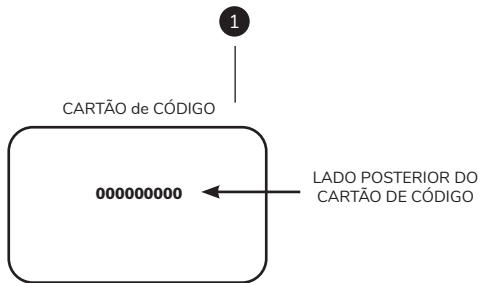 1
CARTÃO de CÓDIGO
000000000
LADO POSTERIOR DO
CARTÃO DE CÓDIGO